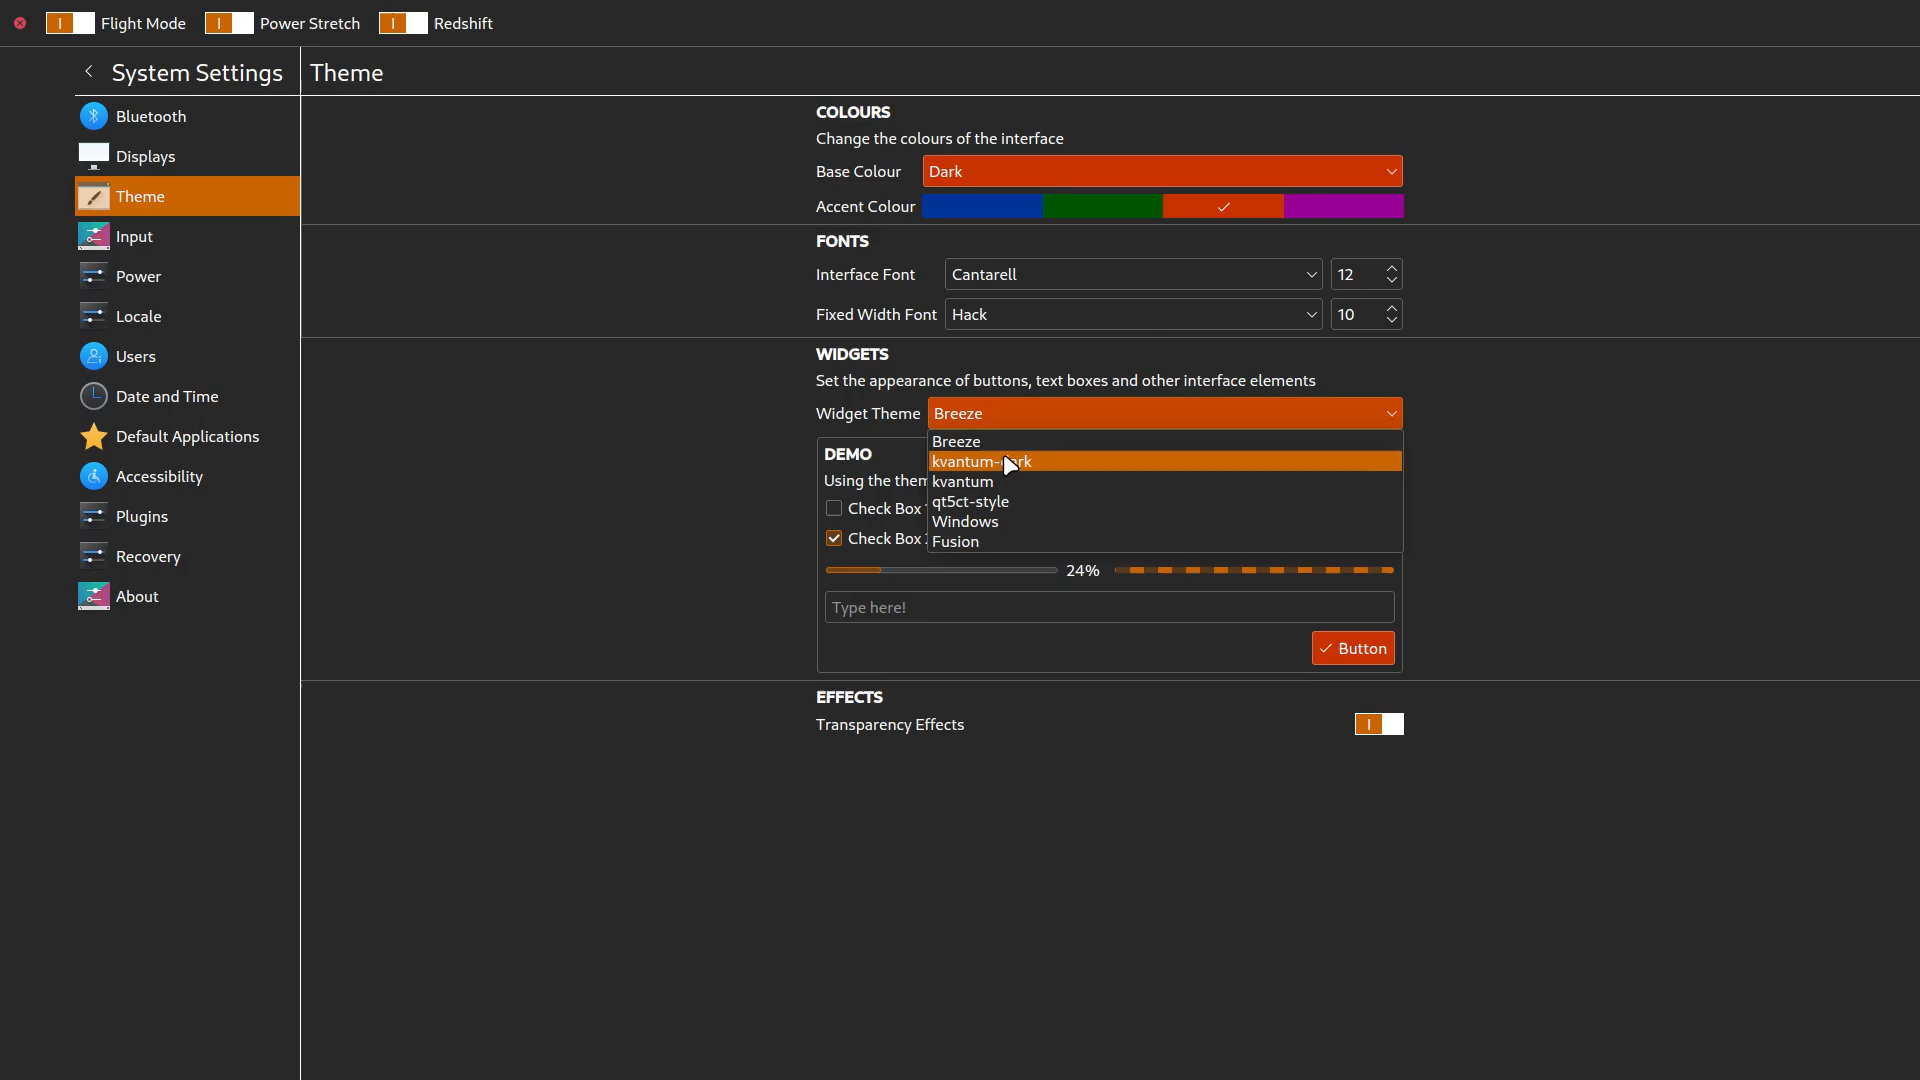 Flight Mode Power Stretch Redshift
System Settings
Theme
Bluetooth
Displays
Theme
Input
Power
Locale
Users
Date and Time
Default Applications
Accessibility
Plugins
Recovery
About
COLOURS
Change the colours of the interface
Base Colour Dark
Accent Colour
FONTS
Interface Font Cantarell 12
Fixed Width Font Hack 10
WIDGETS
Set the appearance of buttons, text boxes and other interface elements
Widget Theme Breeze
Breeze
kvantum-
kvantum
qt5ct-style
Windows
Fusion
DEMO
Using the
Check Box
Check Box
24%
Type here!
Button
EFFECTS
Transparency Effects